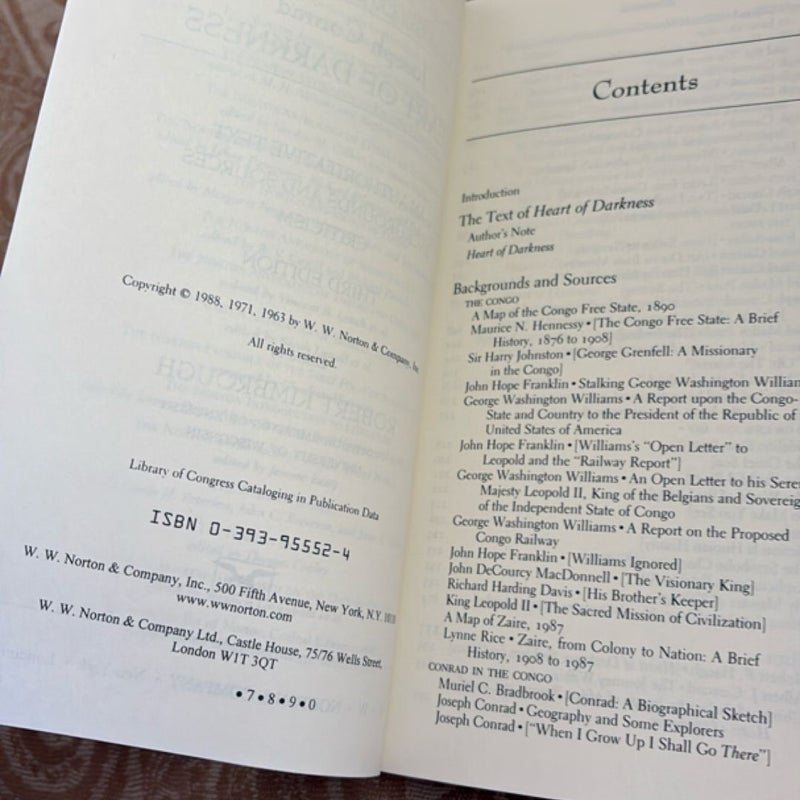 Copyright © 1988, 1971, 1963 by W. W. Norton & Company, Inc.
All rights reserved.
Library of Congress Cataloging in Publication Data
ISBN 0-393-95552-4
W. W. Norton & Company, Inc., 500 Fifth Avenue, New York, N.Y.
www.wwnorton.com
W. W. Norton & Company Ltd., Castle House, 75/76 Wells Street,
London W1T 3QT
• 7 • 8 • 9 • 0
Contents
Introduction
The Text of Heart of Darkness
Author's Note
Heart of Darkness
Backgrounds and Sources
THE CONGO
A Map of the Congo Free State, 1890
Maurice N. Hennessy • [The Congo Free State: A Brief
History, 1876 to 1908]
Sir Harry Johnston • [George Grenfell: A Missionary
in the Congo]
John Hope Franklin • Stalking George Washington William
George Washington Williams • A Report upon the Congo-
State and Country to the President of the Republic of
United States of America
John Hope Franklin • [Williams's "Open Letter" to
Leopold and the "Railway Report"]
George Washington Williams • An Open Letter to his Sere
Majesty Leopold II, King of the Belgians and Sovereig
of the Independent State of Congo
George Washington Williams • A Report on the Proposed
Congo Railway
John Hope Franklin • [Williams Ignored]
John DeCourcy MacDonnell • [The Visionary King]
Richard Harding Davis • [His Brother's Keeper]
King Leopold II • [The Sacred Mission of Civilization]
A Map of Zaire, 1987
Lynne Rice • Zaire, from Colony to Nation: A Brief
History, 1908 to 1987
CONRAD IN THE CONGO
Muriel C. Bradbrook • [Conrad: A Biographical Sketch]
Joseph Conrad • Geography and Some Explorers
Joseph Conrad • ["When I Grow Up I Shall Go There"]